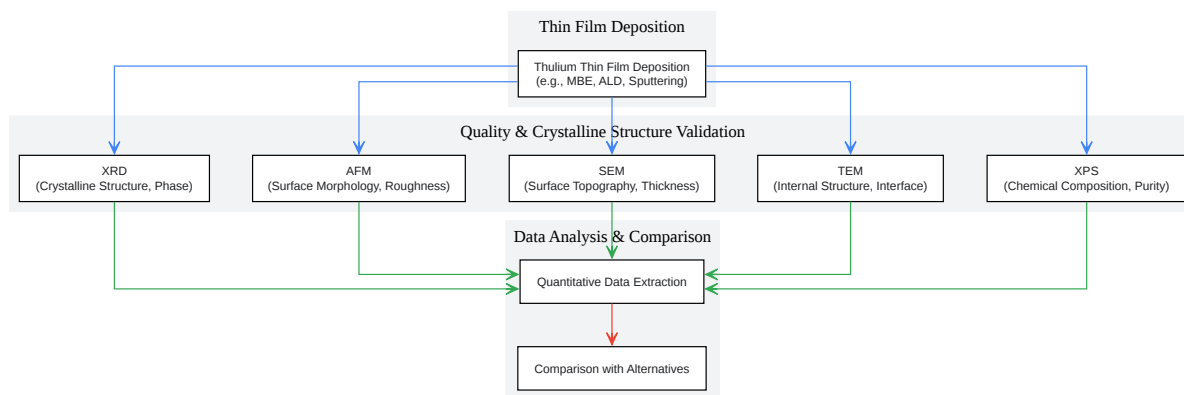 Thin Film Deposition
Thulium Thin Film Deposition
(e.g., MBE, ALD, Sputtering)
Quality & Crystalline Structure Validation
XRD
(Crystalline Structure, Phase)
AFM
(Surface Morphology, Roughness)
SEM
(Surface Topography, Thickness)
TEM
(Internal Structure, Interface)
XPS
(Chemical Composition, Purity)
Data Analysis & Comparison
Quantitative Data Extraction
Comparison with Alternatives